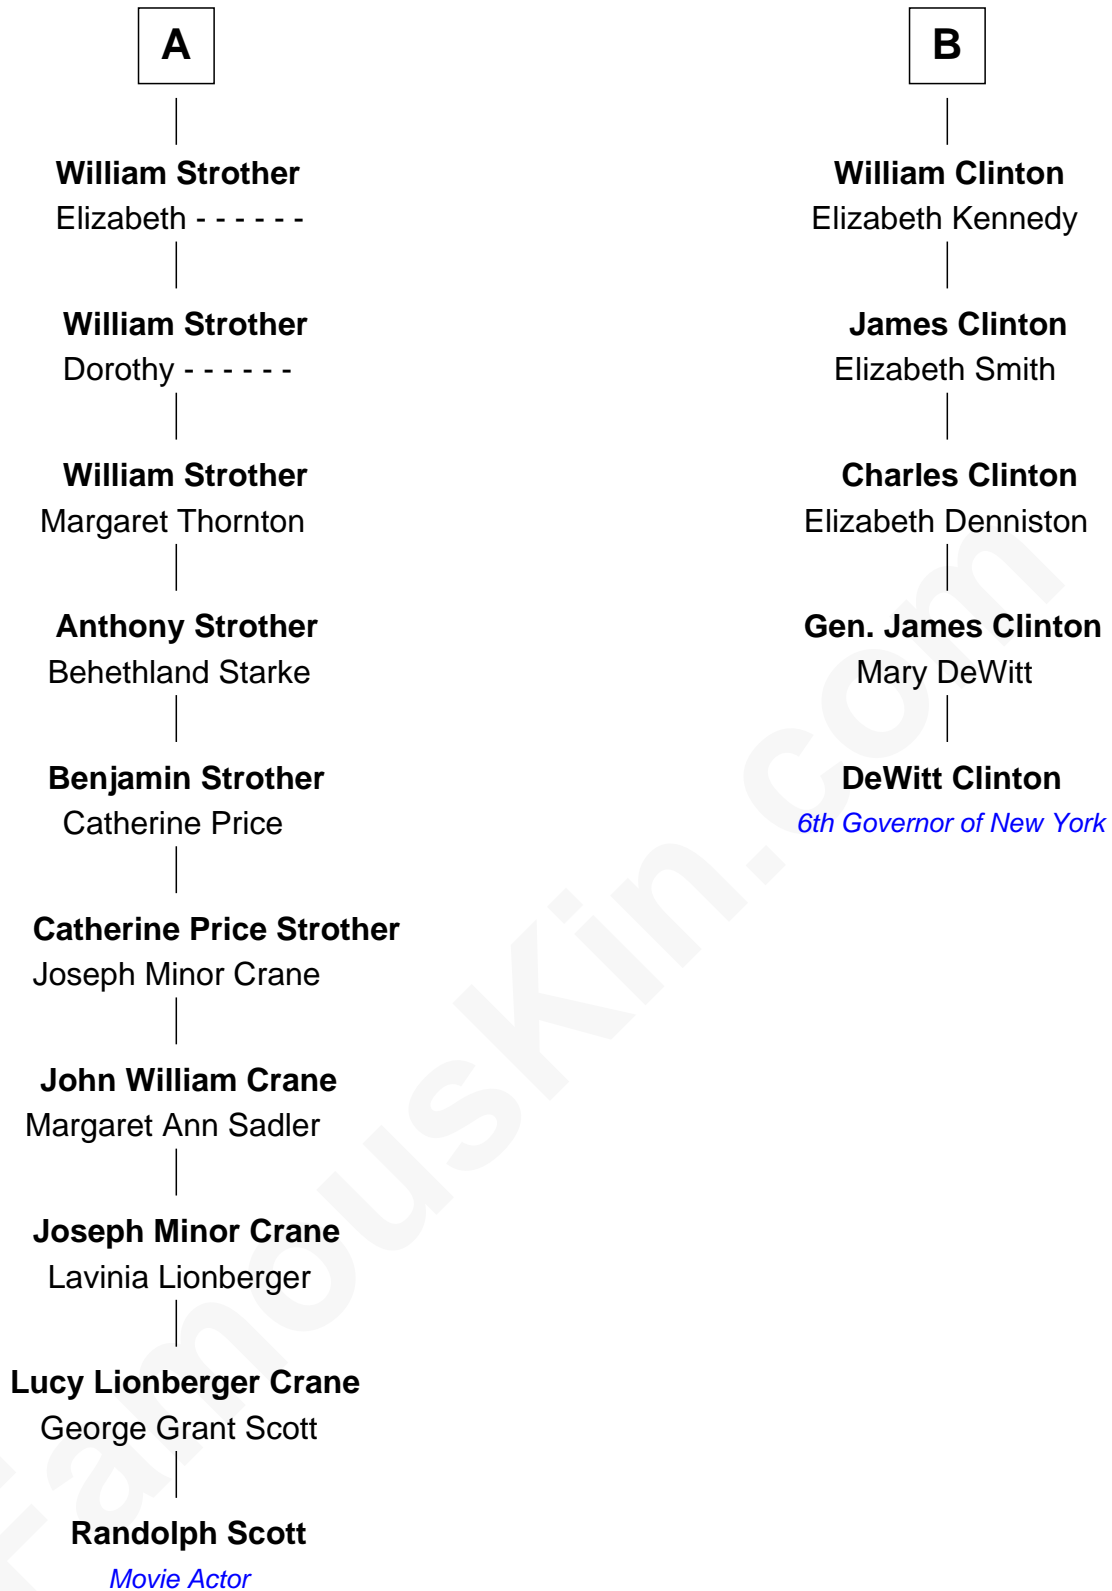 A
William Strother
Elizabeth - - - - - -
William Strother
Dorothy - - - - - -
William Strother
Margaret Thornton
Anthony Strother
Behethland Starke
Benjamin Strother
Catherine Price
Catherine Price Strother
Joseph Minor Crane
John William Crane
Margaret Ann Sadler
Joseph Minor Crane
Lavinia Lionberger
Lucy Lionberger Crane
George Grant Scott
Randolph Scott
Movie Actor
B
William Clinton
Elizabeth Kennedy
James Clinton
Elizabeth Smith
Charles Clinton
Elizabeth Denniston
Gen. James Clinton
Mary DeWitt
DeWitt Clinton
6th Governor of New York
FamousKin.com